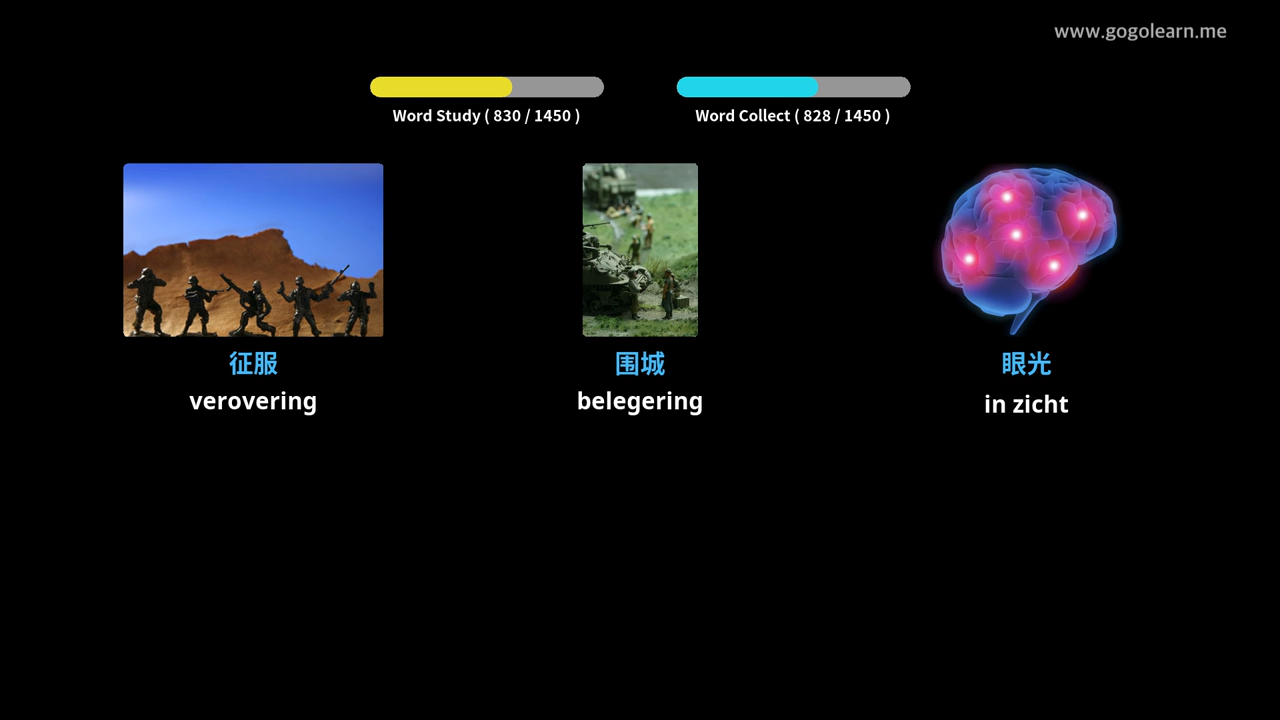 www.gogolearn.me
Word Study ( 830 / 1450 )
Word Collect ( 828 / 1450 )
征服
围城
眼光
verovering
belegering
in zicht